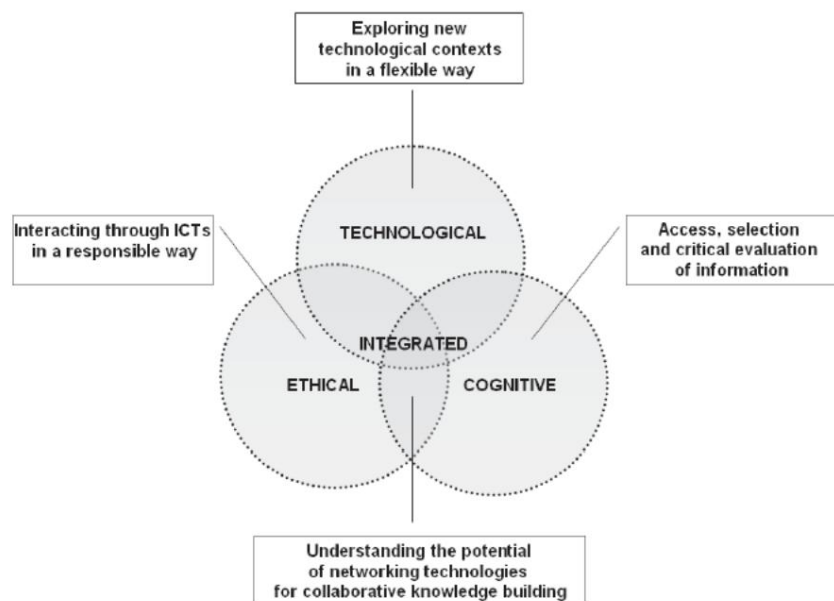 Exploring new
technological contexts
in a flexible way
Interacting through ICTs
in a responsible way
TECHNOLOGICAL
Access, selection
and critical evaluation
of information
INTEGRATED
ETHICAL
COGNITIVE
Understanding the potential
of networking technologies
for collaborative knowledge building